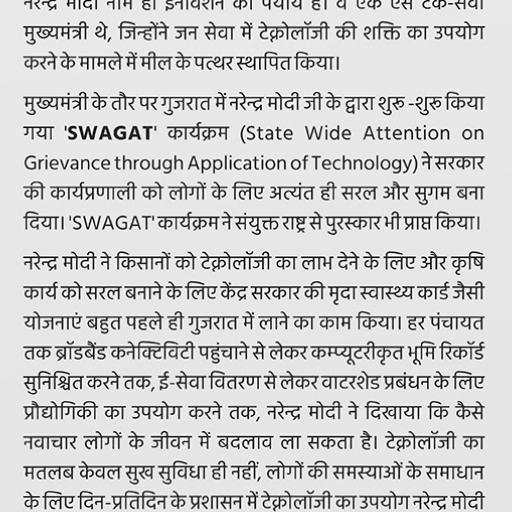 नरेन्द्र मोदी नाम ही इनोवेशन का पर्याय है। वे एक ऐसे टेक-सेवी
मुख्यमंत्री थे, जिन्होंने जन सेवा में टेक्नोलॉजी की शक्ति का उपयोग
करने के मामले में मील के पत्थर स्थापित किया।
मुख्यमंत्री के तौर पर गुजरात में नरेन्द्र मोदी जी के द्वारा शुरू -शुरू किया
गया 'SWAGAT' कार्यक्रम (State Wide Attention on
Grievance through Application of Technology) ने सरकार
की कार्यप्रणाली को लोगों के लिए अत्यंत ही सरल और सुगम बना
दिया। 'SWAGAT' कार्यक्रम ने संयुक्त राष्ट्र से पुरस्कार भी प्राप्त किया।
नरेन्द्र मोदी ने किसानों को टेक्नोलॉजी का लाभ देने के लिए और कृषि
कार्य को सरल बनाने के लिए केंद्र सरकार की मृदा स्वास्थ्य कार्ड जैसी
योजनाएं बहुत पहले ही गुजरात में लाने का काम किया। हर पंचायत
तक ब्रॉडबैंड कनेक्टिविटी पहुंचाने से लेकर कम्प्यूटरीकृत भूमि रिकॉर्ड
सुनिश्चित करने तक, ई-सेवा वितरण से लेकर वाटरशेड प्रबंधन के लिए
प्रौद्योगिकी का उपयोग करने तक, नरेन्द्र मोदी ने दिखाया कि कैसे
नवाचार लोगों के जीवन में बदलाव ला सकता है। टेक्नोलॉजी का
मतलब केवल सुख सुविधा ही नहीं, लोगों की समस्याओं के समाधान
के लिए दिन-प्रतिदिन के प्रशासन में टेक्नोलॉजी का उपयोग नरेन्द्र मोदी